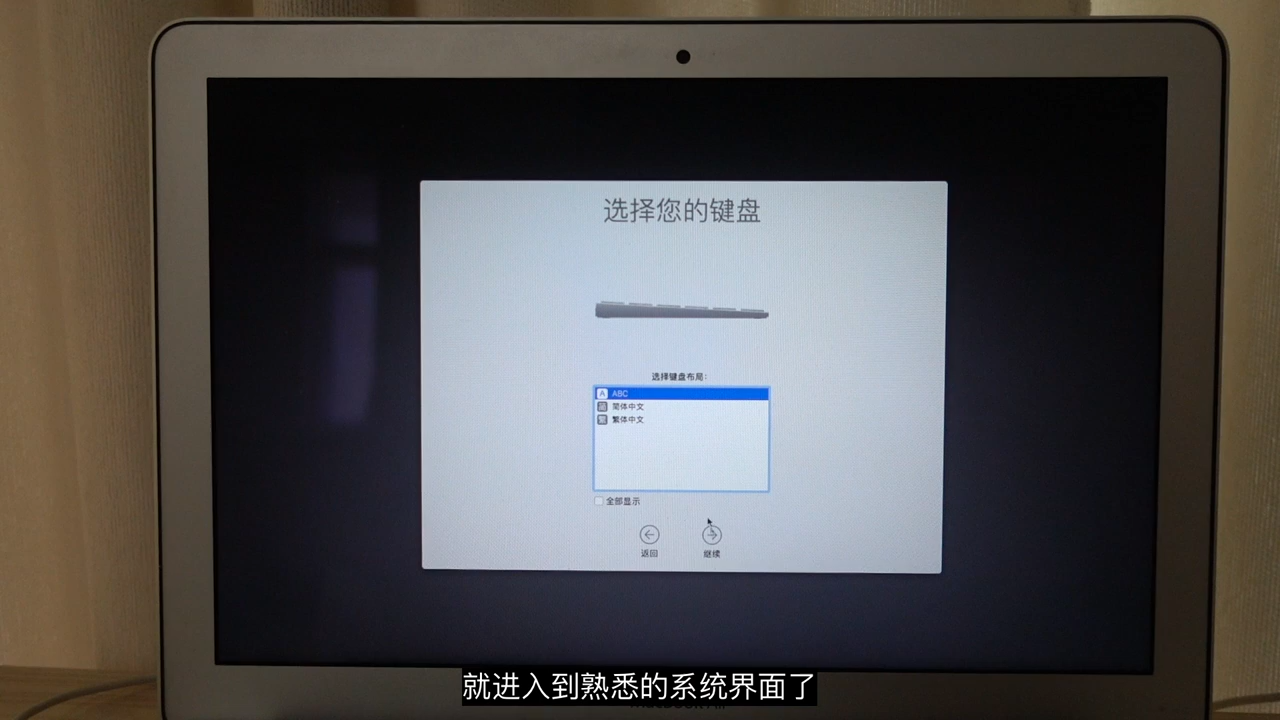 选择您的键盘
选择键盘布局：
A ABC
简体中文
繁体中文
全部显示
返回
继续
就进入到熟悉的系统界面了